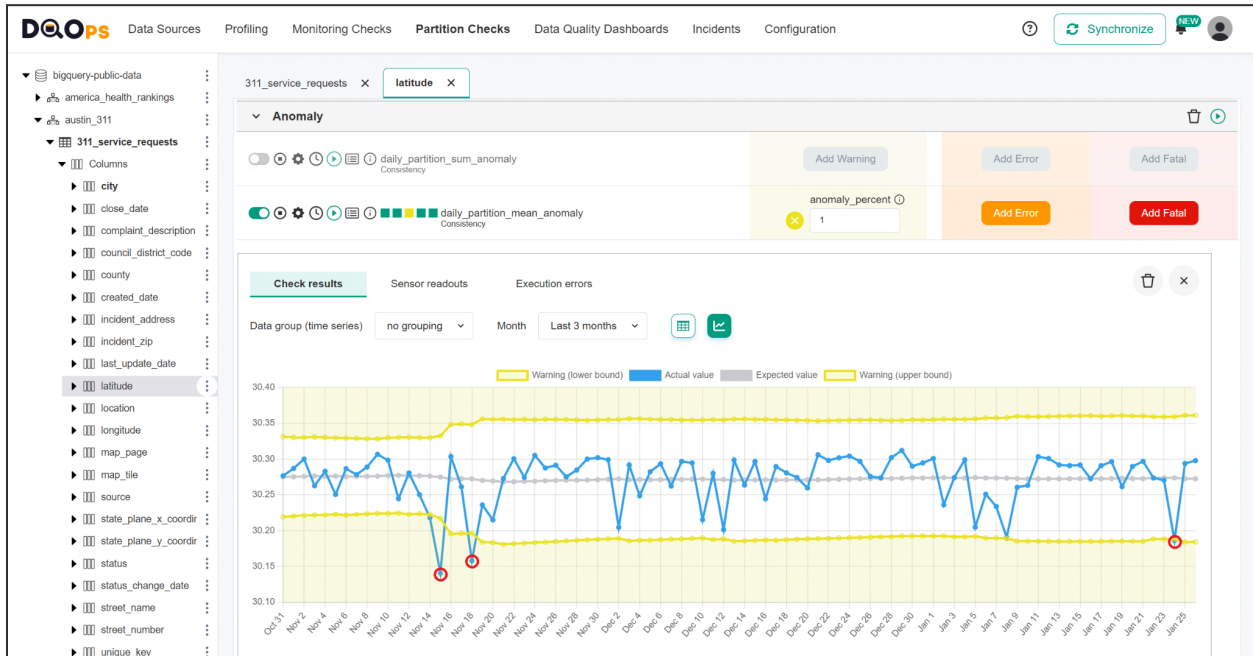 DQOps Data Sources Profiling Monitoring Checks Partition Checks Data Quality Dashboards Incidents Configuration Synchronize NEW
bigquery-public-data
america_health_rankings
austin_311
311_service_requests
Columns
city
close_date
complaint_description
council_district_code
county
created_date
incident_address
incident_zip
last_update_date
latitude
location
longitude
map_page
map_tile
source
state_plane_x_coordir
state_plane_y_coordir
status
status_change_date
street_name
street_number
unique_key
311_service_requests X latitude X
Anomaly
daily_partition_sum_anomaly Add Warning Add Error Add Fatal
Consistency
anomaly_percent
daily_partition_mean_anomaly 1 Add Error Add Fatal
Consistency
Check results Sensor readouts Execution errors
Data group (time series) no grouping Month Last 3 months
Warning (lower bound) Actual value Expected value Warning (upper bound)
30.40
30.35
30.30
30.25
30.20
30.15
30.10
Oct 31 Nov 2 Nov 4 Nov 6 Nov 8 Nov 10 Nov 12 Nov 14 Nov 16 Nov 18 Nov 20 Nov 22 Nov 24 Nov 26 Nov 28 Nov 30 Dec 2 Dec 4 Dec 6 Dec 8 Dec 10 Dec 12 Dec 14 Dec 16 Dec 18 Dec 20 Dec 22 Dec 24 Dec 26 Dec 28 Dec 30 Jan 1 Jan 3 Jan 5 Jan 7 Jan 9 Jan 11 Jan 13 Jan 15 Jan 17 Jan 19 Jan 21 Jan 23 Jan 25